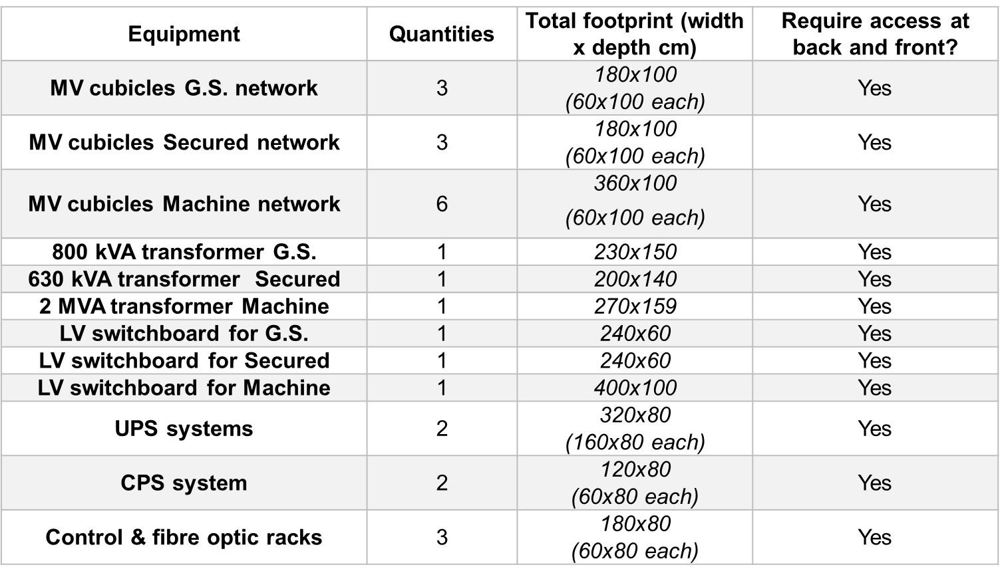 Equipment
Quantities
Total footprint (width
x depth cm)
Require access at
back and front?
MV cubicles G.S. network
3
180x100
(60x100 each)
Yes
MV cubicles Secured network
3
180x100
(60x100 each)
Yes
MV cubicles Machine network
6
360x100
(60x100 each)
Yes
800 kVA transformer G.S.
1
230x150
Yes
630 kVA transformer Secured
1
200x140
Yes
2 MVA transformer Machine
1
270x159
Yes
LV switchboard for G.S.
1
240x60
Yes
LV switchboard for Secured
1
240x60
Yes
LV switchboard for Machine
1
400x100
Yes
UPS systems
2
320x80
(160x80 each)
Yes
CPS system
2
120x80
(60x80 each)
Yes
Control & fibre optic racks
3
180x80
(60x80 each)
Yes